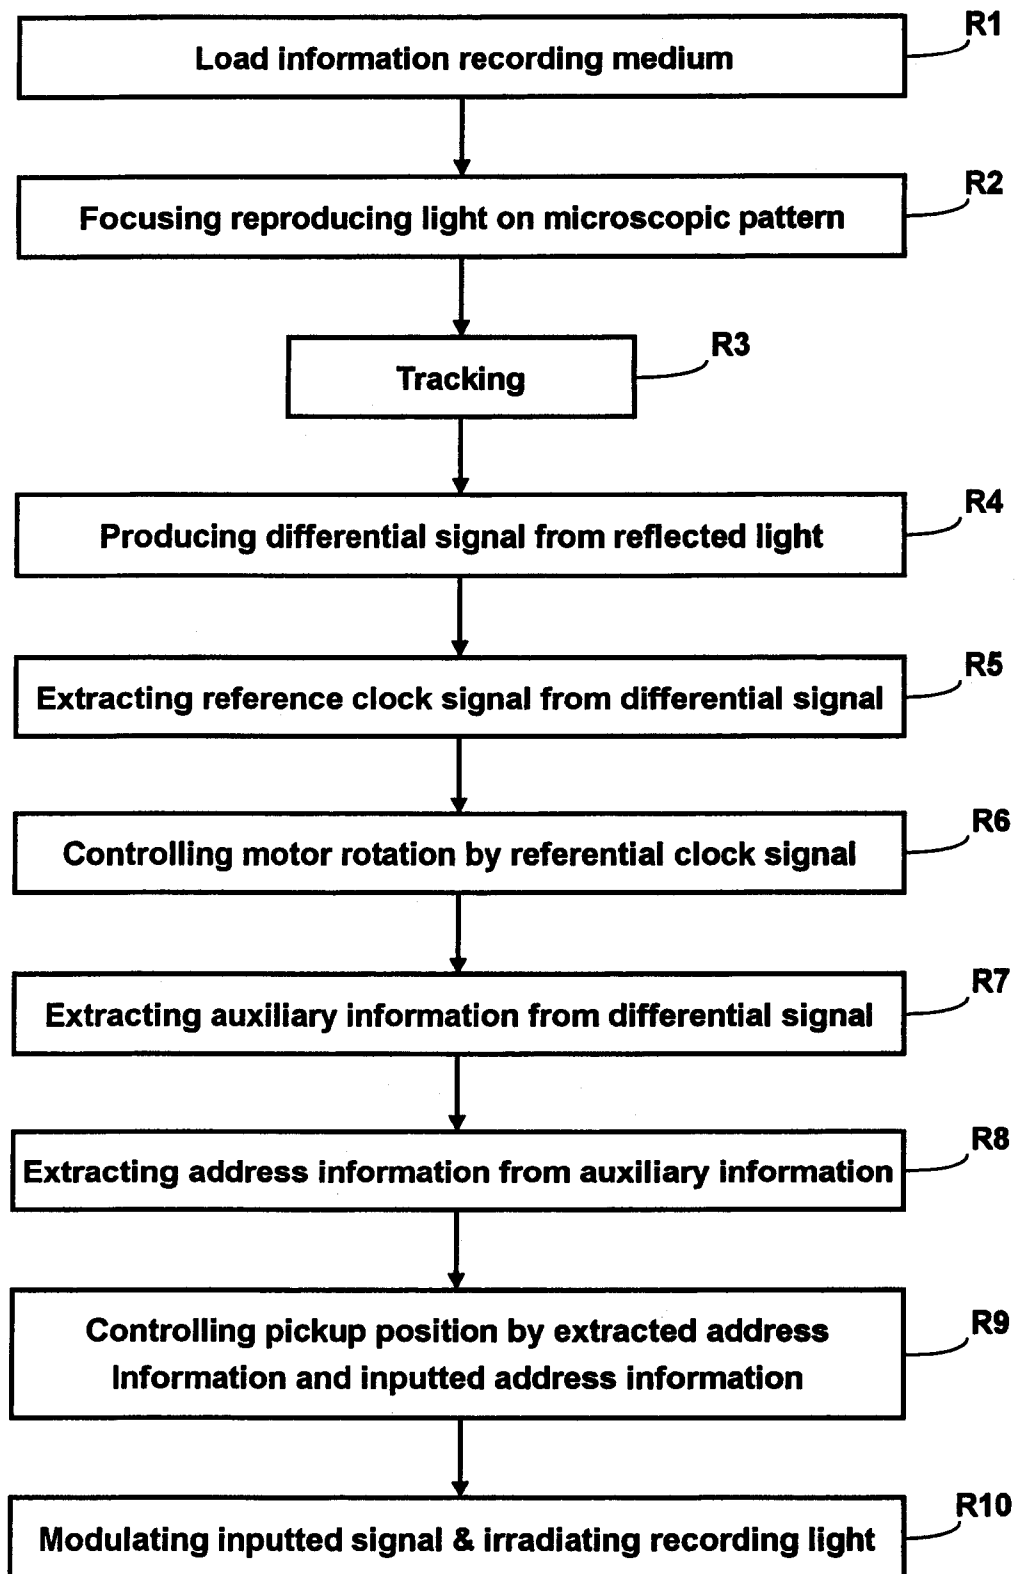 R1
Load information recording medium
R2
Focusing reproducing light on microscopic pattern
R3
Tracking
R4
Producing differential signal from reflected light
R5
Extracting reference clock signal from differential signal
R6
Controlling motor rotation by referential clock signal
R7
Extracting auxiliary information from differential signal
R8
Extracting address information from auxiliary information
R9
Controlling pickup position by extracted address
Information and inputted address information
R10
Modulating inputted signal & irradiating recording light